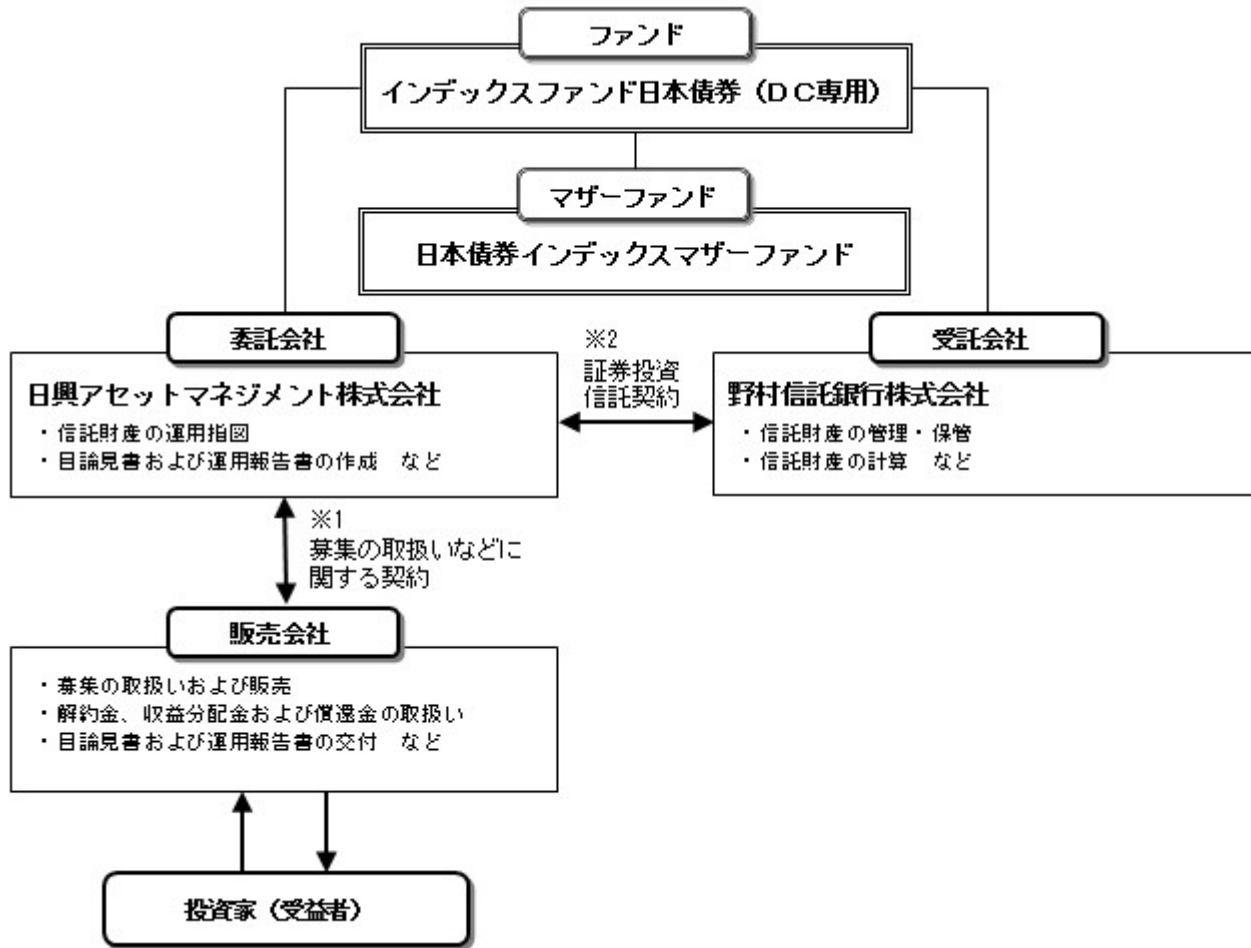 ファンド
インデックスファンド日本債券（ＤＣ専用）
マザーファンド
日本債券インデックスマザーファンド
委託会社
日興アセットマネジメント株式会社
・信託財産の運用指図
・目論見書および運用報告書の作成　など
※2
証券投資
信託契約
受託会社
野村信託銀行株式会社
・信託財産の管理・保管
・信託財産の計算　など
※1
募集の取扱いなどに
関する契約
販売会社
・募集の取扱いおよび販売
・解約金、収益分配金および償還金の取扱い
・目論見書および運用報告書の交付　など
投資家（受益者）